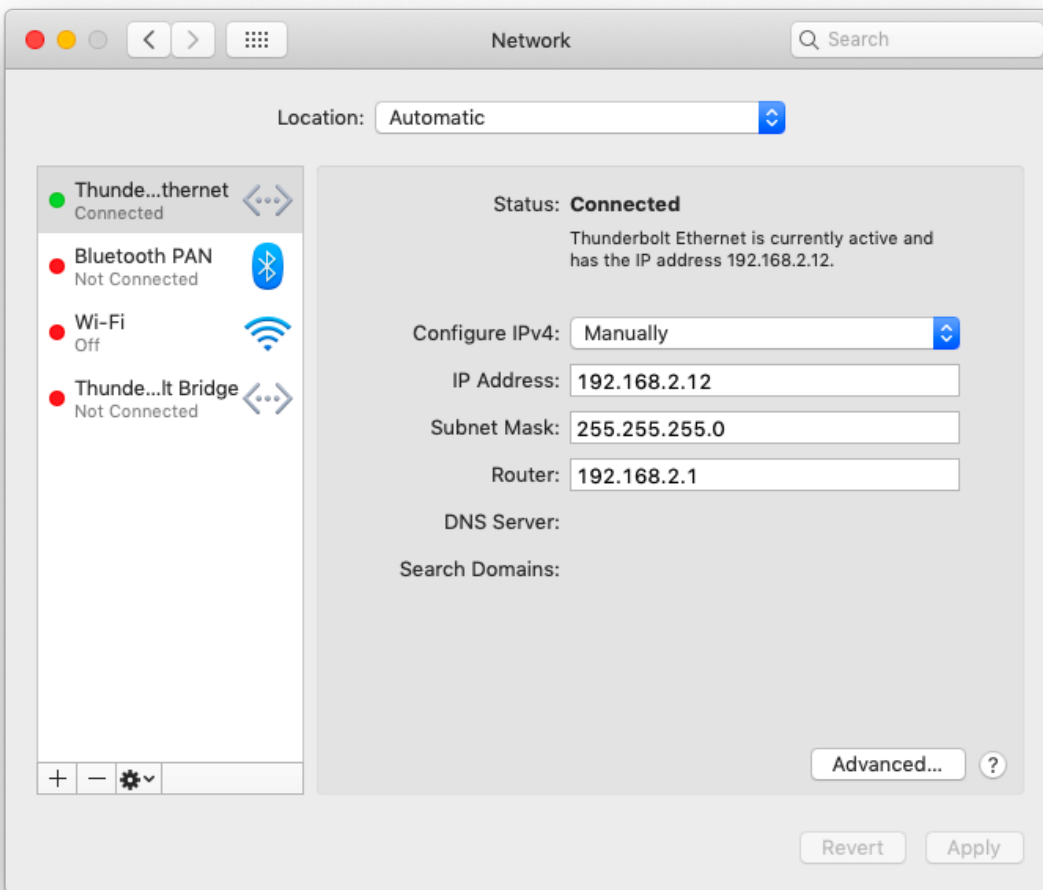 Network
Search
Location: Automatic
Thunde...thernet
Connected
Bluetooth PAN
Not Connected
Wi-Fi
Off
Thunde...lt Bridge
Not Connected
Status: Connected
Thunderbolt Ethernet is currently active and
has the IP address 192.168.2.12.
Configure IPv4: Manually
IP Address: 192.168.2.12
Subnet Mask: 255.255.255.0
Router: 192.168.2.1
DNS Server:
Search Domains:
Advanced... ?
Revert Apply